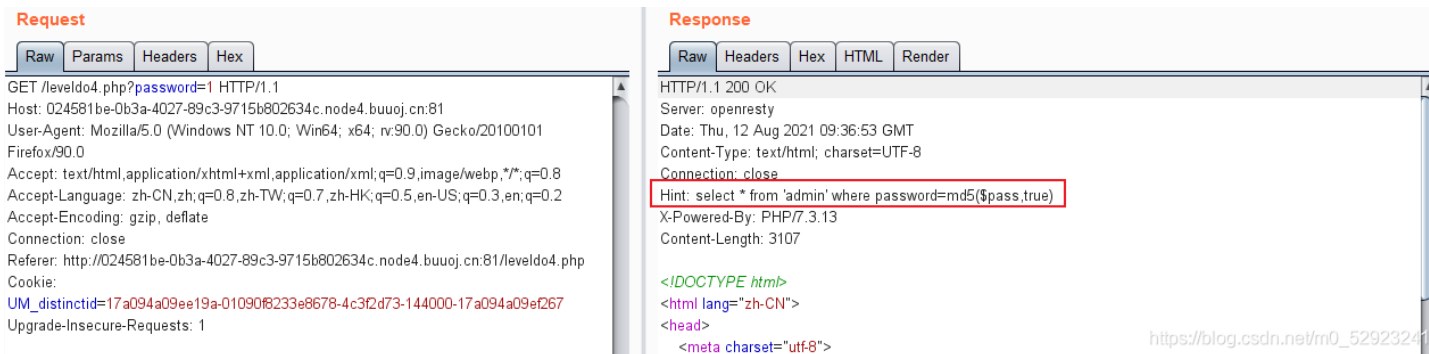 Request
Raw Params Headers Hex
GET /leveldo4.php?password=1 HTTP/1.1
Host: 024581be-0b3a-4027-89c3-9715b802634c.node4.buuoj.cn:81
User-Agent: Mozilla/5.0 (Windows NT 10.0; Win64; x64; rv:90.0) Gecko/20100101
Firefox/90.0
Accept: text/html,application/xhtml+xml,application/xml;q=0.9,image/webp,*/*;q=0.8
Accept-Language: zh-CN,zh;q=0.8,zh-TW;q=0.7,zh-HK;q=0.5,en-US;q=0.3,en;q=0.2
Accept-Encoding: gzip, deflate
Connection: close
Referer: http://024581be-0b3a-4027-89c3-9715b802634c.node4.buuoj.cn:81/leveldo4.php
Cookie:
UM_distinctid=17a094a09ee19a-01090f8233e8678-4c3f2d73-144000-17a094a09ef267
Upgrade-Insecure-Requests: 1
Response
Raw Headers Hex HTML Render
HTTP/1.1 200 OK
Server: openresty
Date: Thu, 12 Aug 2021 09:36:53 GMT
Content-Type: text/html; charset=UTF-8
Connection: close
Hint: select * from 'admin' where password=md5($pass,true)
X-Powered-By: PHP/7.3.13
Content-Length: 3107
<!DOCTYPE html>
<html lang="zh-CN">
<head>
<meta charset="utf-8">
https://blog.csdn.net/m0_52923241